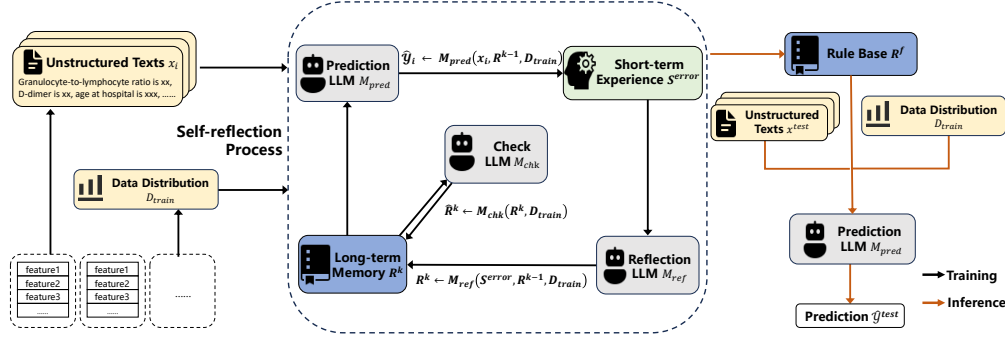 Unstructured Texts x_i
Granulocyte-to-lymphocyte ratio is xx,
D-dimer is xx, age at hospital is xxx, ……
Self-reflection
Process
Data Distribution
D_train
feature1
feature2
feature3
……
feature1
feature2
feature3
……
……
Prediction
LLM M_pred
ŷ_i ← M_pred(x_i, R^{k-1}, D_train)
Short-term
Experience S^error
Check
LLM M_chk
R̂^k ← M_chk(R^k, D_train)
Long-term
Memory R^k
R^k ← M_ref(S^error, R^{k-1}, D_train)
Reflection
LLM M_ref
Rule Base R^f
Unstructured
Texts x^test
Data Distribution
D_train
Prediction
LLM M_pred
Prediction ŷ^test
Training
Inference